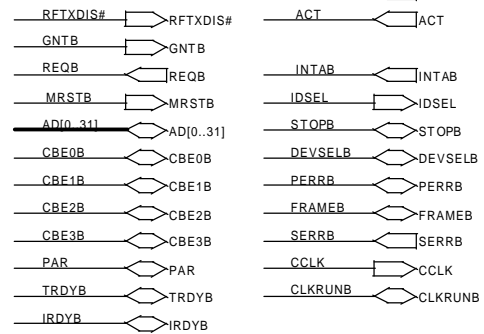 RFTXDIS# RFTXDIS#
GNTB GNTB
REQB REQB
MRSTB MRSTB
AD[0..31] AD[0..31]
CBE0B CBE0B
CBE1B CBE1B
CBE2B CBE2B
CBE3B CBE3B
PAR PAR
TRDYB TRDYB
IRDYB IRDYB
ACT ACT
INTAB INTAB
IDSEL IDSEL
STOPB STOPB
DEVSELB DEVSELB
PERRB PERRB
FRAMEB FRAMEB
SERRB SERRB
CCLK CCLK
CLKRUNB CLKRUNB